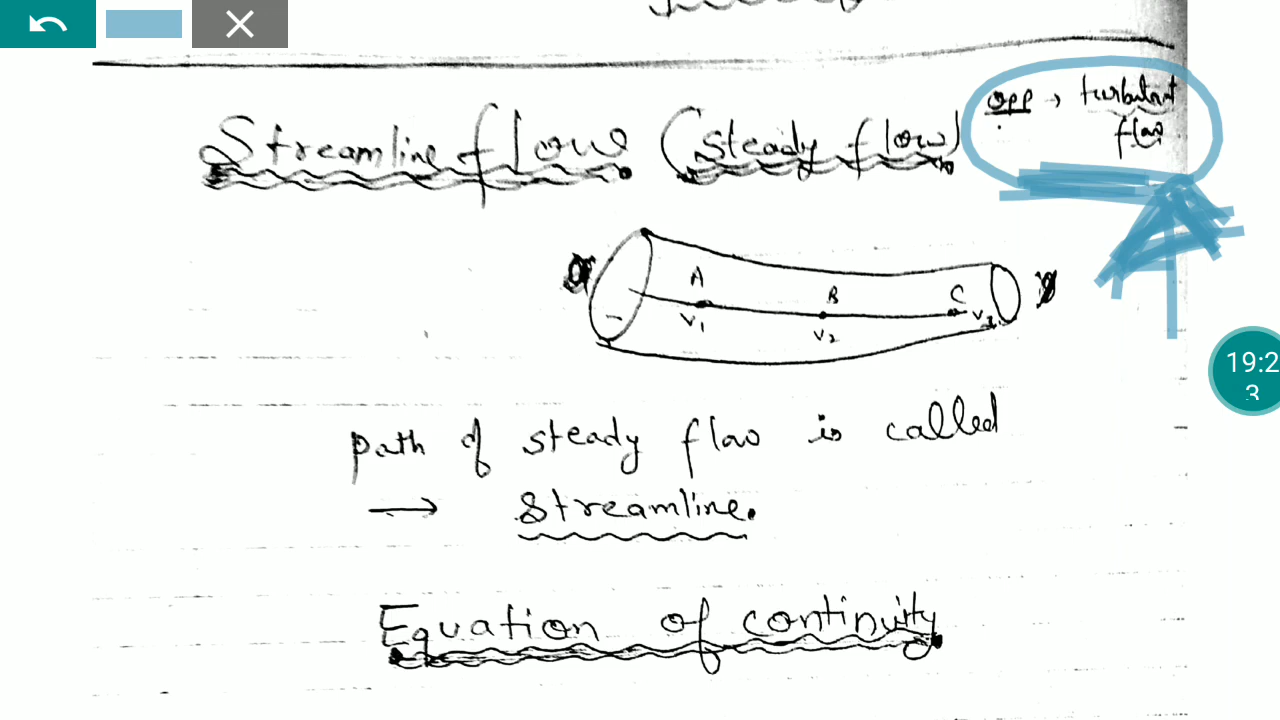 opp → turbulant
flow
Streamline flow (steady flow)
A
B
C
V1
V2
V3
19:2
3
path of steady flow is called
→ Streamline.
Equation of continuity